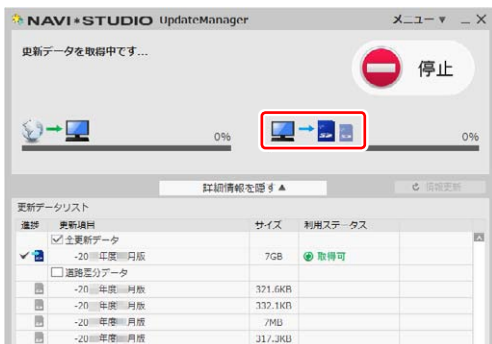 NAVI*STUDIO UpdateManager メニュー ▼ _ X
更新データを取得中です...
停止
0% 0%
詳細情報を隠す▲ 情報更新
更新データリスト
進捗 更新項目 サイズ 利用ステータス
全更新データ
-20 年度 月版 7GB 取得可
道路差分データ
-20 年度 月版 321.6KB
-20 年度 月版 332.1KB
-20 年度 月版 7MB
-20 年度 月版 317.3KB